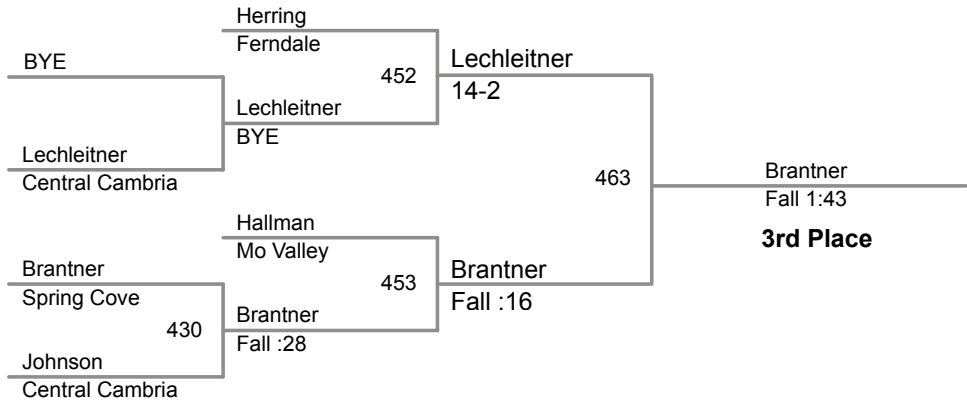 Herring
Ferndale
BYE
452
Lechleitner
14-2
Lechleitner
BYE
Lechleitner
Central Cambria
463
Brantner
Fall 1:43
3rd Place
Hallman
Mo Valley
Brantner
Spring Cove
453
Brantner
Fall :16
430
Brantner
Fall :28
Johnson
Central Cambria